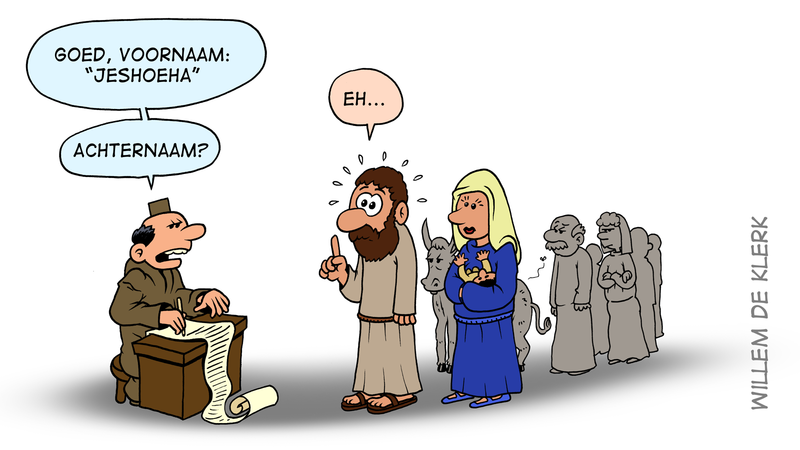 GOED, VOORNAAM:
"JESHOEHA"
ACHTERNAAM?
EH...
WILLEM DE KLERK